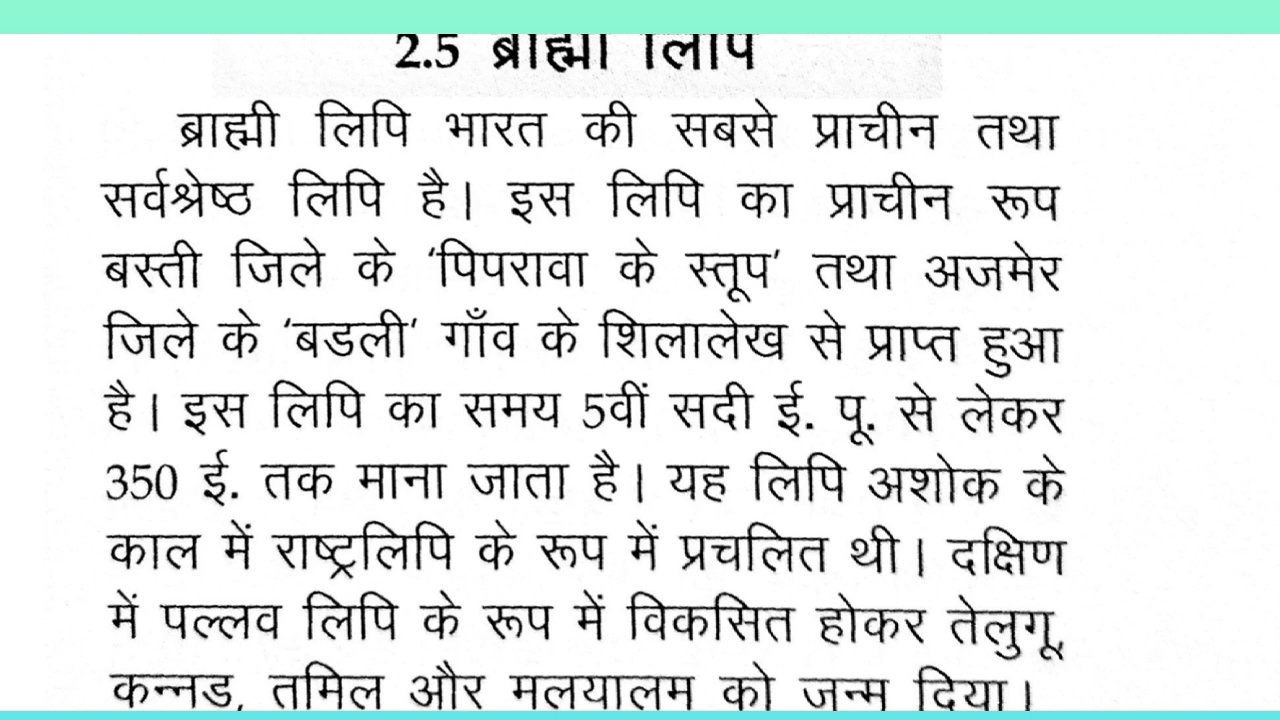 2.5 ब्राह्मी लिपि
ब्राह्मी लिपि भारत की सबसे प्राचीन तथा
सर्वश्रेष्ठ लिपि है। इस लिपि का प्राचीन रूप
बस्ती जिले के 'पिपरावा के स्तूप' तथा अजमेर
जिले के 'बडली' गाँव के शिलालेख से प्राप्त हुआ
है। इस लिपि का समय 5वीं सदी ई. पू. से लेकर
350 ई. तक माना जाता है। यह लिपि अशोक के
काल में राष्ट्रलिपि के रूप में प्रचलित थी। दक्षिण
में पल्लव लिपि के रूप में विकसित होकर तेलुगू,
कन्नड, तमिल और मलयालम को जन्म दिया।